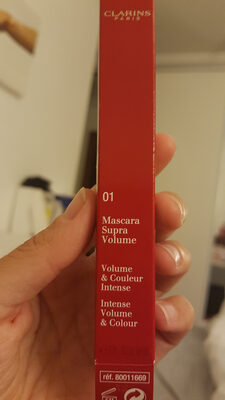 CLARINS
PARIS
01
Mascara
Supra
Volume
Volume
& Couleur
Intense
Intense
Volume
& Colour
réf. 80011669